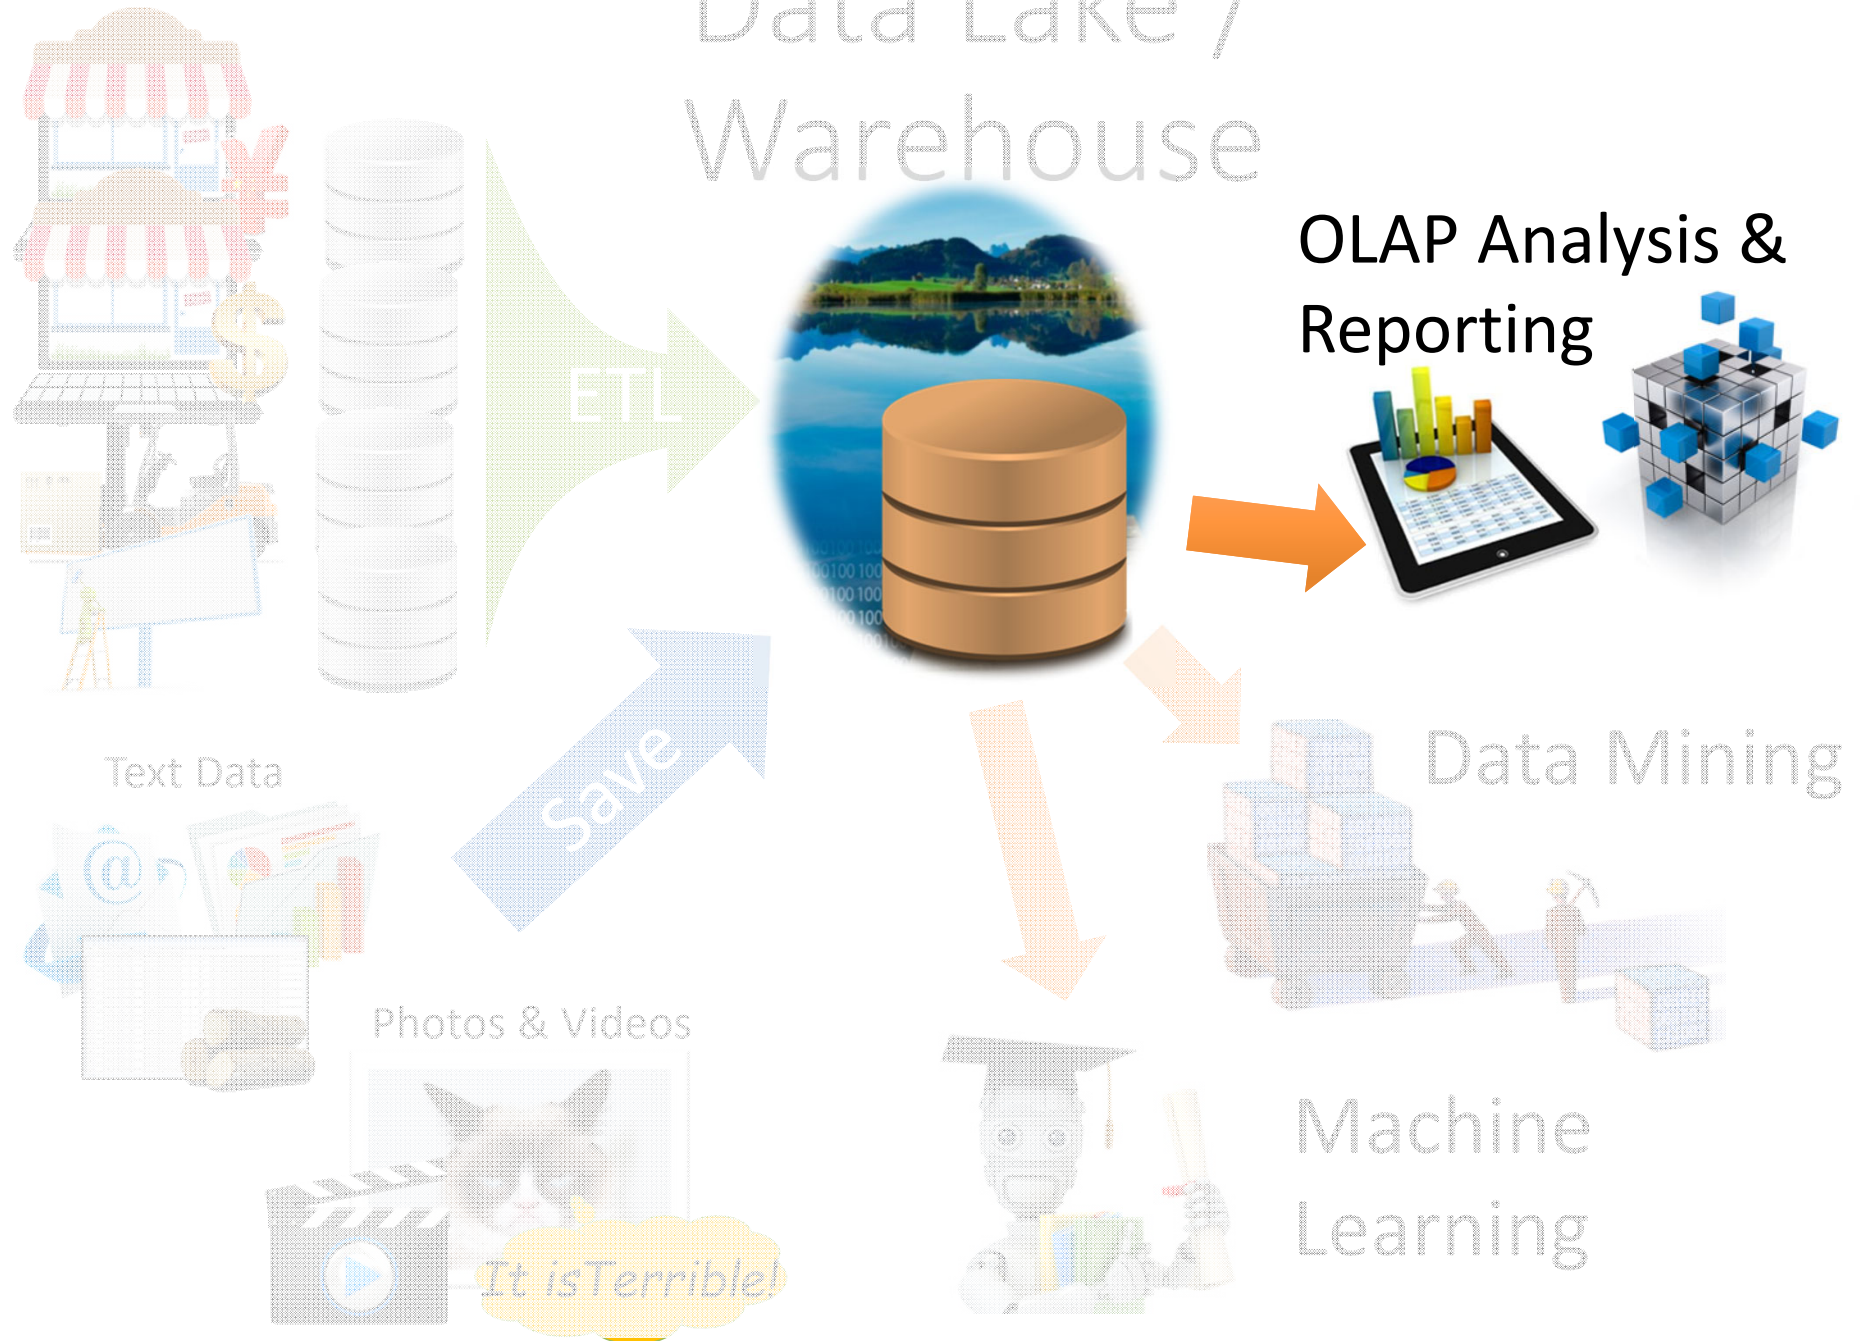 Data Lake /
Warehouse
OLAP Analysis &
Reporting
ETL
Save
Text Data
@
Data Mining
Photos & Videos
Machine
Learning
It isTerrible!